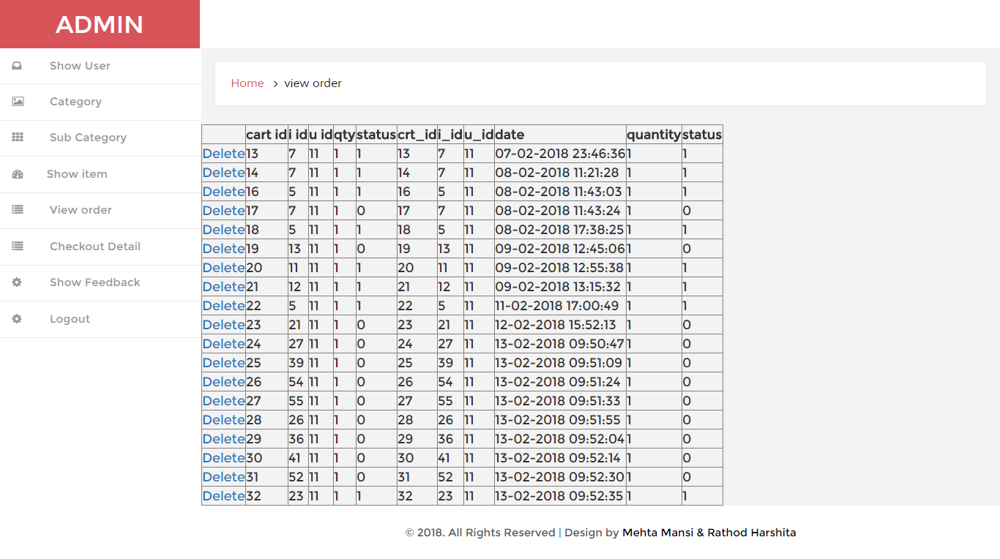 ADMIN
Show User
Category
Sub Category
Show item
View order
Checkout Detail
Show Feedback
Logout
Home > view order
cart id i id u id qty status crt_id i_id u_id date quantity status
Delete 13 7 11 1 1 13 7 11 07-02-2018 23:46:36 1 1
Delete 14 7 11 1 1 14 7 11 08-02-2018 11:21:28 1 1
Delete 16 5 11 1 1 16 5 11 08-02-2018 11:43:03 1 1
Delete 17 7 11 1 0 17 7 11 08-02-2018 11:43:24 1 0
Delete 18 5 11 1 1 18 5 11 08-02-2018 17:38:25 1 1
Delete 19 13 11 1 0 19 13 11 09-02-2018 12:45:06 1 0
Delete 20 11 11 1 1 20 11 11 09-02-2018 12:55:38 1 1
Delete 21 12 11 1 1 21 12 11 09-02-2018 13:15:32 1 1
Delete 22 5 11 1 1 22 5 11 11-02-2018 17:00:49 1 1
Delete 23 21 11 1 0 23 21 11 12-02-2018 15:52:13 1 0
Delete 24 27 11 1 0 24 27 11 13-02-2018 09:50:47 1 0
Delete 25 39 11 1 0 25 39 11 13-02-2018 09:51:09 1 0
Delete 26 54 11 1 0 26 54 11 13-02-2018 09:51:24 1 0
Delete 27 55 11 1 0 27 55 11 13-02-2018 09:51:33 1 0
Delete 28 26 11 1 0 28 26 11 13-02-2018 09:51:55 1 0
Delete 29 36 11 1 0 29 36 11 13-02-2018 09:52:04 1 0
Delete 30 41 11 1 0 30 41 11 13-02-2018 09:52:14 1 0
Delete 31 52 11 1 0 31 52 11 13-02-2018 09:52:30 1 0
Delete 32 23 11 1 1 32 23 11 13-02-2018 09:52:35 1 1
© 2018. All Rights Reserved | Design by Mehta Mansi & Rathod Harshita